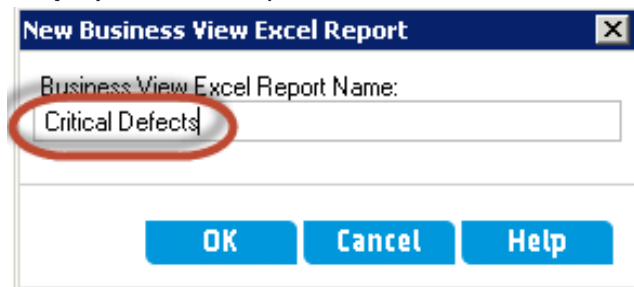 New Business View Excel Report
Business View Excel Report Name:
Critical Defects
OK Cancel Help